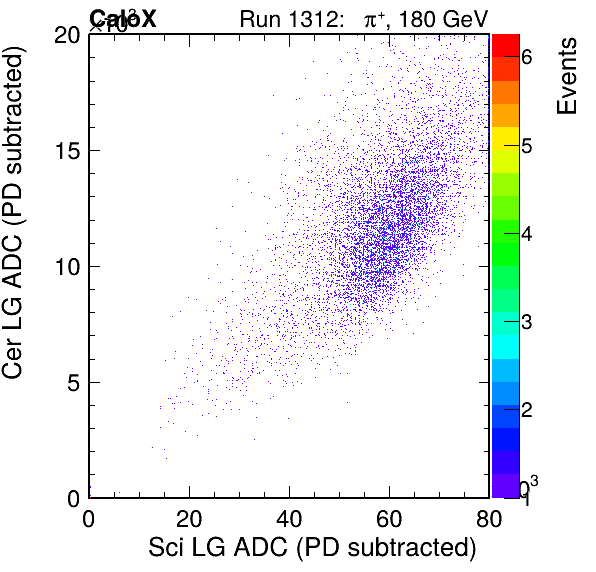 CaloX Run 1312: π⁺, 180 GeV
×10³
20
15
10
5
0
Cer LG ADC (PD subtracted)
0 20 40 60 80
Sci LG ADC (PD subtracted)
Events
6
5
4
3
2
1